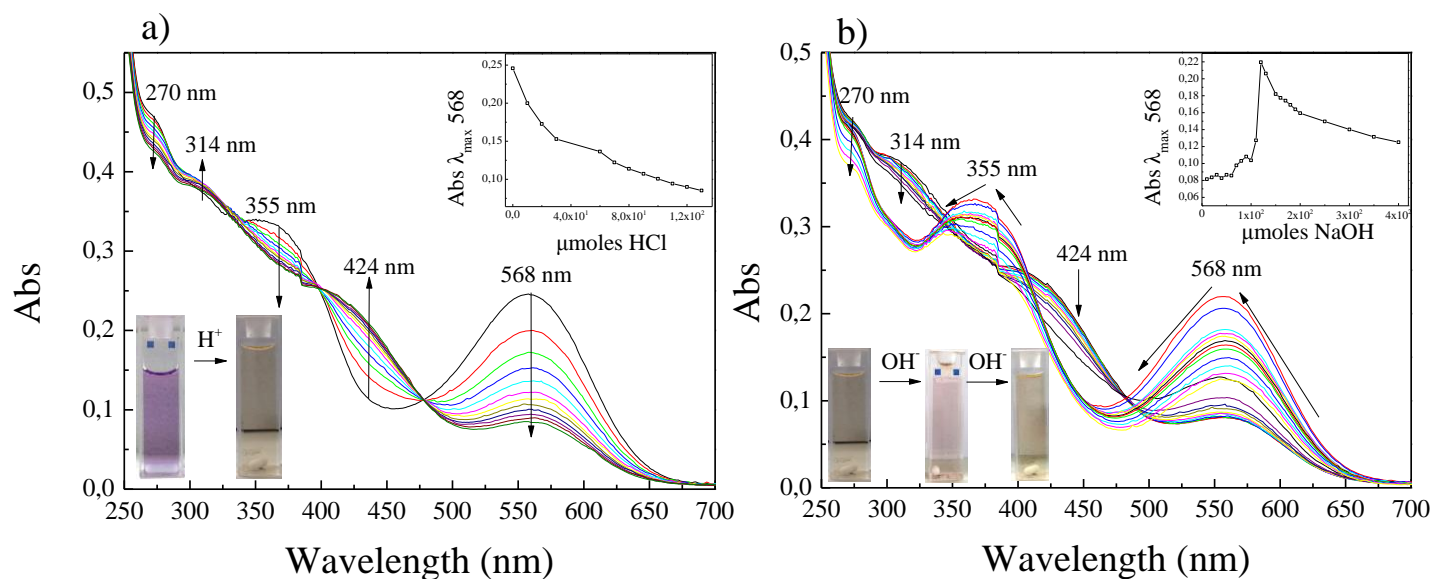 a)
0,5
0,4
0,3
0,2
0,1
0,0
250 300 350 400 450 500 550 600 650 700
Abs
Wavelength (nm)
270 nm
314 nm
355 nm
424 nm
568 nm
H⁺
0,25
0,20
0,15
0,10
Abs λmax 568
0,0 4,0x10¹ 8,0x10¹ 1,2x10²
μmoles HCl
b)
0,5
0,4
0,3
0,2
0,1
0,0
250 300 350 400 450 500 550 600 650 700
Abs
Wavelength (nm)
270 nm
314 nm
355 nm
424 nm
568 nm
OH⁻ OH⁻
0,22
0,20
0,18
0,16
0,14
0,12
0,10
0,08
0,06
Abs λmax 568
0 1x10² 2x10² 3x10² 4x10²
μmoles NaOH